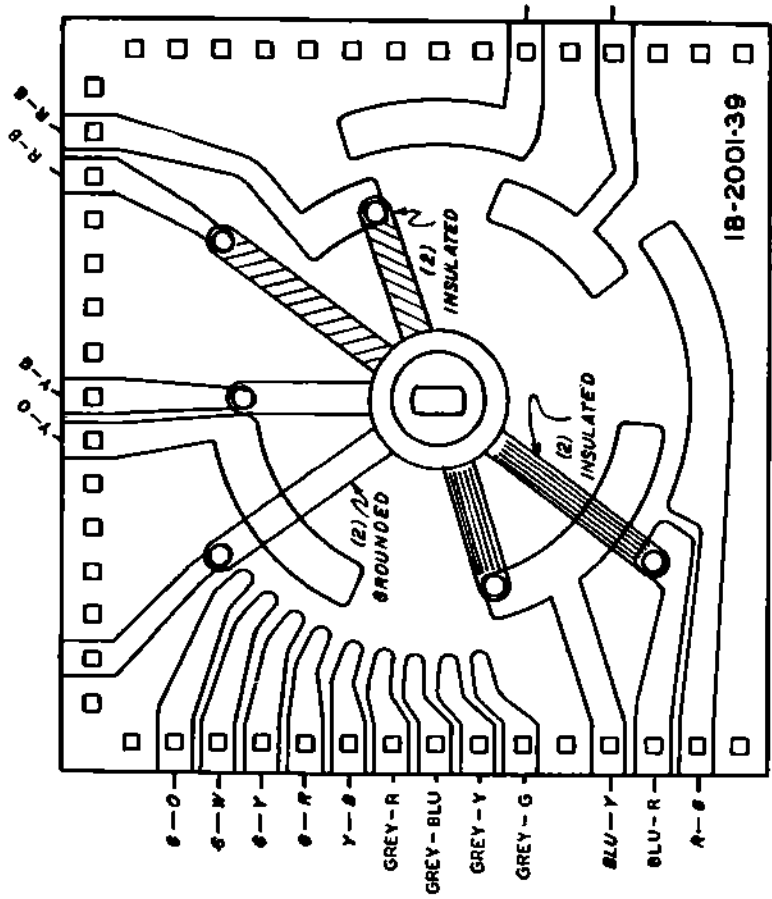 R-G
R-B
Y-G
Y-O
18-2001-39
(2)
INSULATED
(2)
INSULATED
(2)
GROUNDED
G-O
G-W
G-Y
G-R
Y-B
GREY-R
GREY-BLU
GREY-Y
GREY-G
BLU-Y
BLU-R